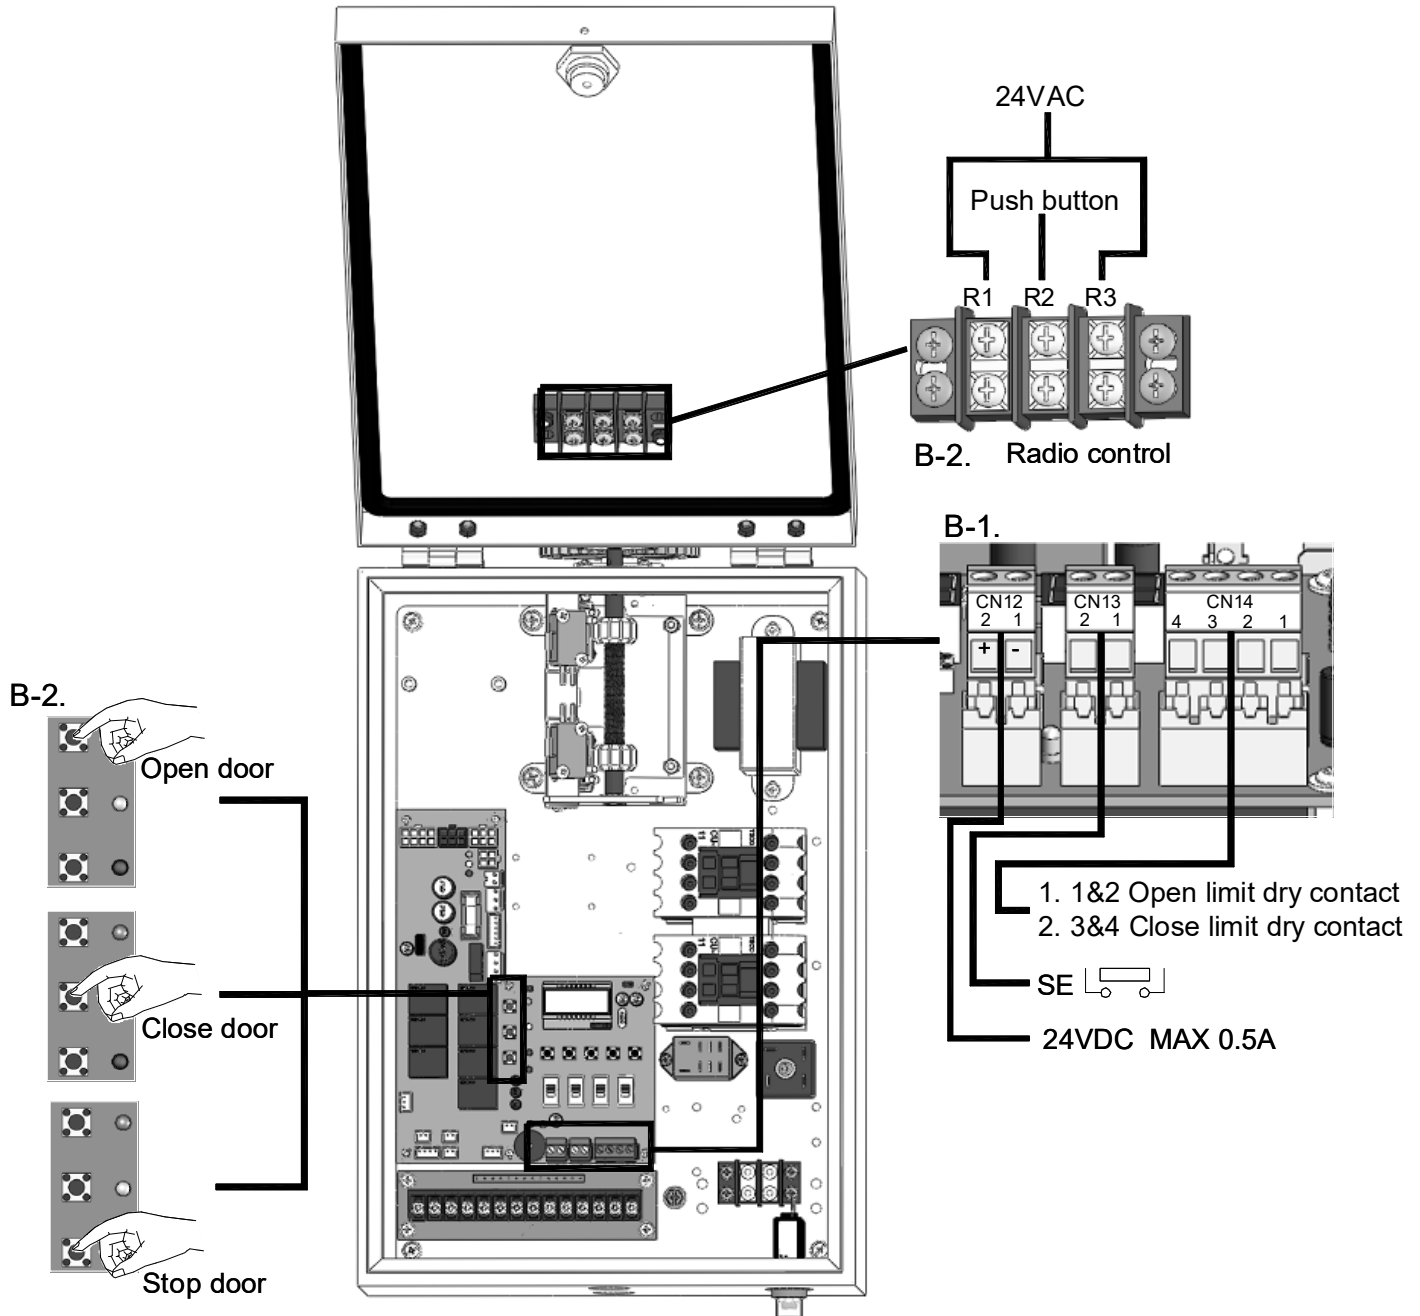 24VAC
Push button
R1 R2 R3
B-2. Radio control
B-1.
CN12 CN13 CN14
2 1 2 1 4 3 2 1
+ -
B-2.
Open door
1. 1&2 Open limit dry contact
2. 3&4 Close limit dry contact
SE
Close door
24VDC MAX 0.5A
Stop door